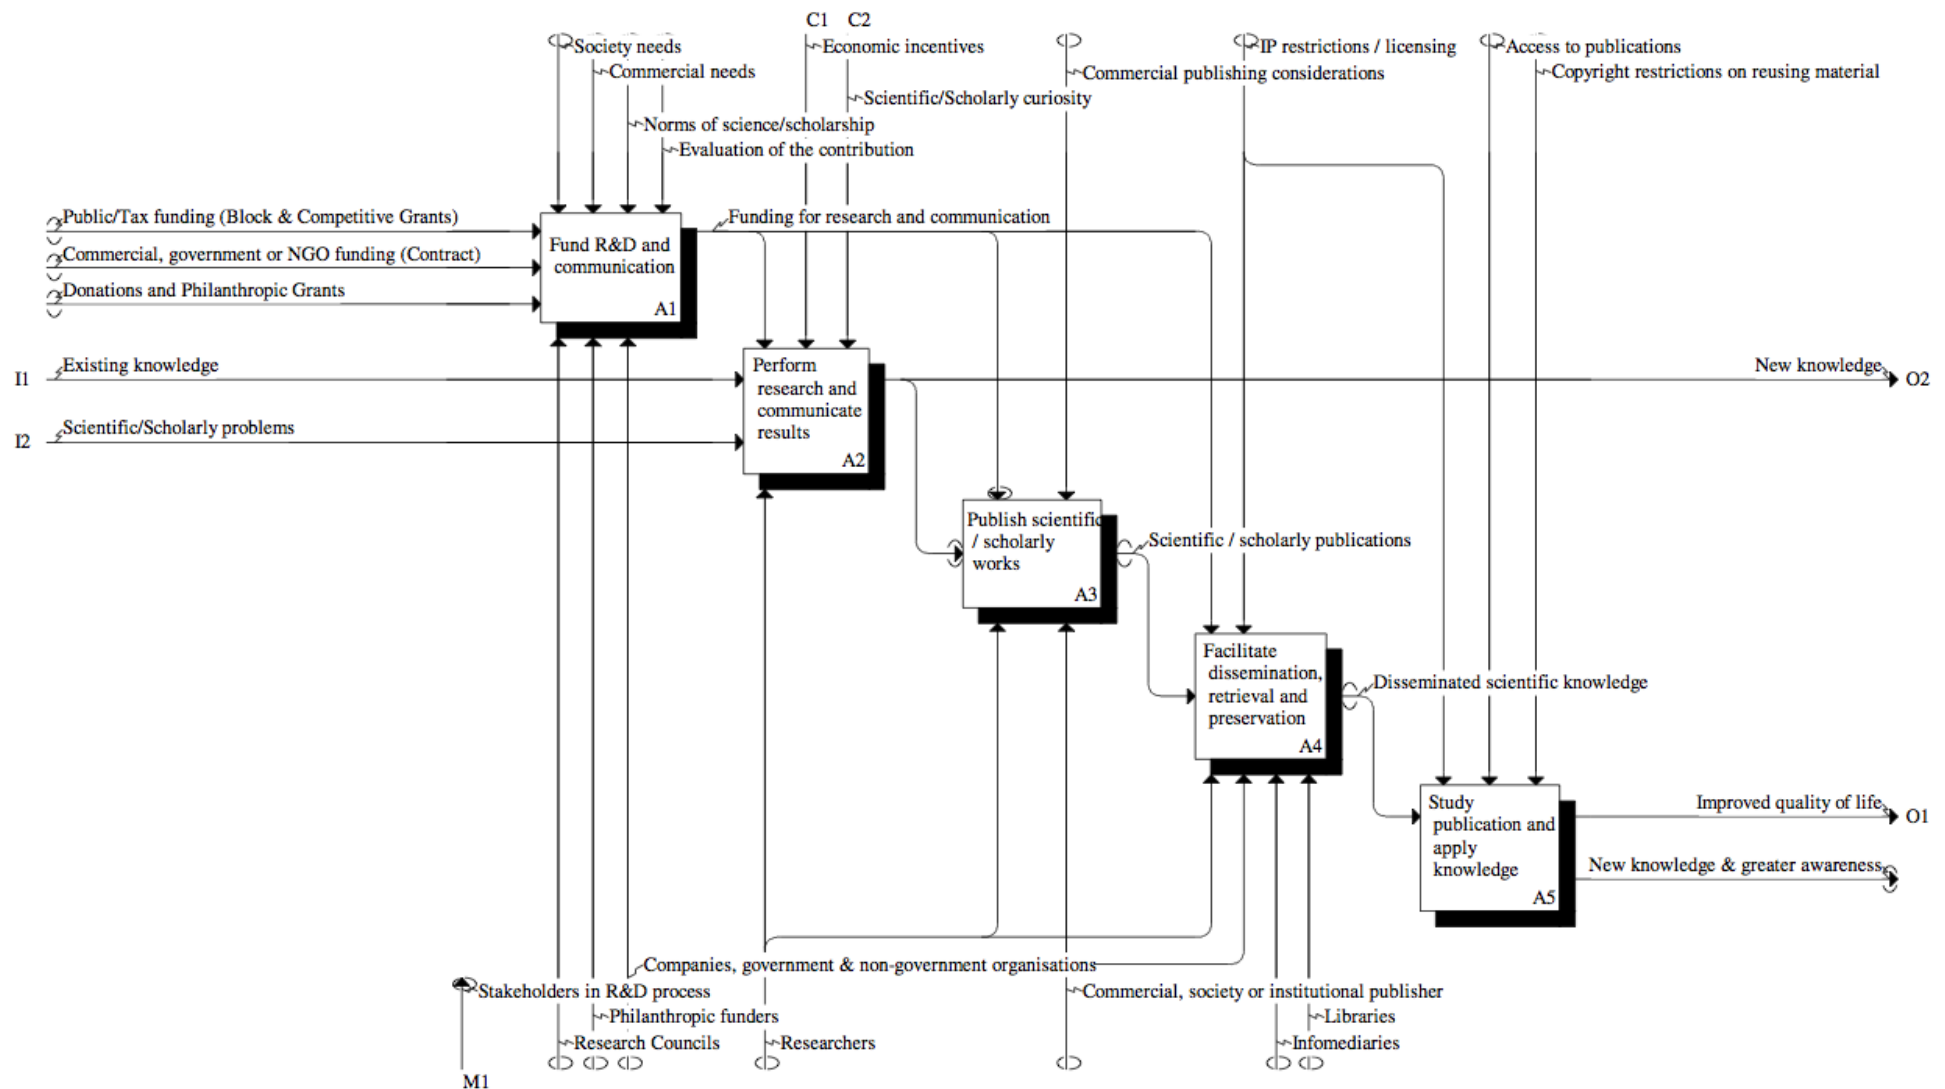 C1 C2
Society needs
Economic incentives
IP restrictions / licensing
Access to publications
Commercial needs
Commercial publishing considerations
Copyright restrictions on reusing material
Scientific/Scholarly curiosity
Norms of science/scholarship
Evaluation of the contribution
Public/Tax funding (Block & Competitive Grants)
Funding for research and communication
Commercial, government or NGO funding (Contract)
Donations and Philanthropic Grants
Fund R&D and
communication
A1
I1
Existing knowledge
New knowledge
O2
I2
Scientific/Scholarly problems
Perform
research and
communicate
results
A2
Publish scientific
/ scholarly
works
A3
Scientific / scholarly publications
Facilitate
dissemination,
retrieval and
preservation
A4
Disseminated scientific knowledge
Study
publication and
apply
knowledge
A5
Improved quality of life
O1
New knowledge & greater awareness
Companies, government & non-government organisations
Stakeholders in R&D process
Commercial, society or institutional publisher
Philanthropic funders
Libraries
Research Councils
Researchers
Infomediaries
M1